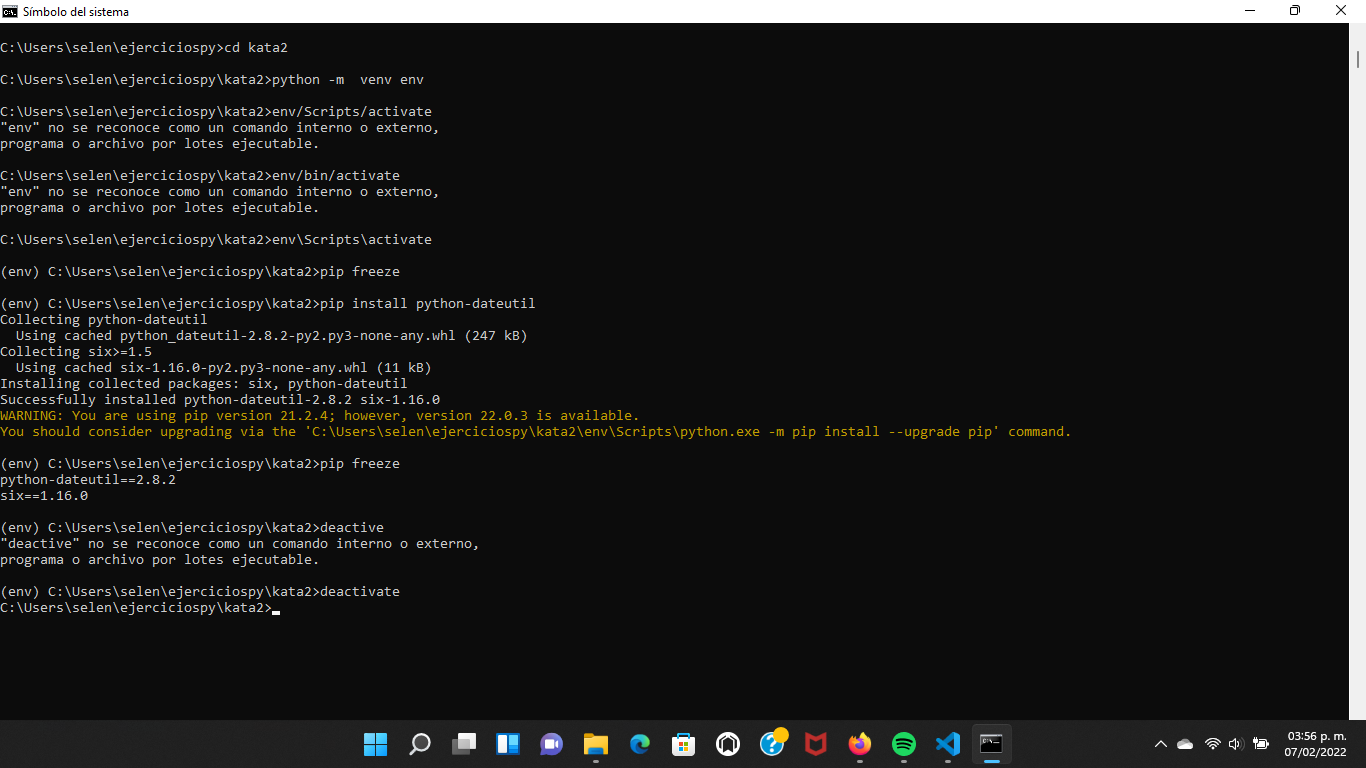 Símbolo del sistema
C:\Users\selen\ejerciciospy>cd kata2
C:\Users\selen\ejerciciospy\kata2>python -m  venv env
C:\Users\selen\ejerciciospy\kata2>env/Scripts/activate
"env" no se reconoce como un comando interno o externo,
programa o archivo por lotes ejecutable.
C:\Users\selen\ejerciciospy\kata2>env/bin/activate
"env" no se reconoce como un comando interno o externo,
programa o archivo por lotes ejecutable.
C:\Users\selen\ejerciciospy\kata2>env\Scripts\activate
(env) C:\Users\selen\ejerciciospy\kata2>pip freeze
(env) C:\Users\selen\ejerciciospy\kata2>pip install python-dateutil
Collecting python-dateutil
  Using cached python_dateutil-2.8.2-py2.py3-none-any.whl (247 kB)
Collecting six>=1.5
  Using cached six-1.16.0-py2.py3-none-any.whl (11 kB)
Installing collected packages: six, python-dateutil
Successfully installed python-dateutil-2.8.2 six-1.16.0
WARNING: You are using pip version 21.2.4; however, version 22.0.3 is available.
You should consider upgrading via the 'C:\Users\selen\ejerciciospy\kata2\env\Scripts\python.exe -m pip install --upgrade pip' command.
(env) C:\Users\selen\ejerciciospy\kata2>pip freeze
python-dateutil==2.8.2
six==1.16.0
(env) C:\Users\selen\ejerciciospy\kata2>deactive
"deactive" no se reconoce como un comando interno o externo,
programa o archivo por lotes ejecutable.
(env) C:\Users\selen\ejerciciospy\kata2>deactivate
C:\Users\selen\ejerciciospy\kata2>
03:56 p. m.
07/02/2022